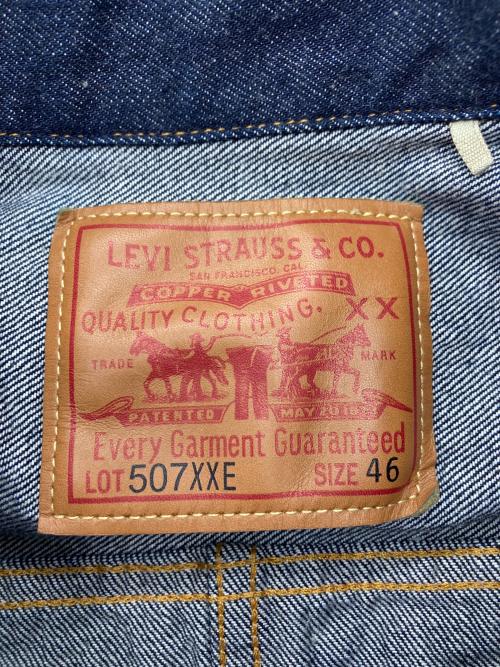 LEVI STRAUSS & CO.
SAN FRANCISCO, CAL.
COPPER RIVETED
QUALITY CLOTHING. XX
TRADE MARK
PATENTED MAY 20 18
Every Garment Guaranteed
LOT 507XXE SIZE 46